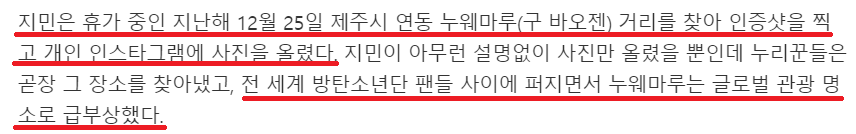 지민은 휴가 중인 지난해 12월 25일 제주시 연동 누웨마루(구 바오젠) 거리를 찾아 인증샷을 찍
고 개인 인스타그램에 사진을 올렸다. 지민이 아무런 설명없이 사진만 올렸을 뿐인데 누리꾼들은
곧장 그 장소를 찾아냈고, 전 세계 방탄소년단 팬들 사이에 퍼지면서 누웨마루는 글로벌 관광 명
소로 급부상했다.